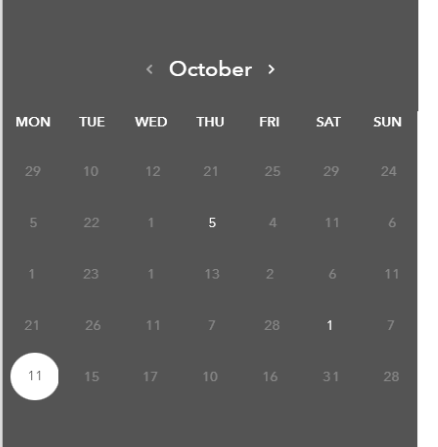 ‹ October ›
MON TUE WED THU FRI SAT SUN
29 10 12 21 25 29 24
5 22 1 5 4 11 6
1 23 1 13 2 6 11
21 26 11 7 28 1 7
11 15 17 10 16 31 28